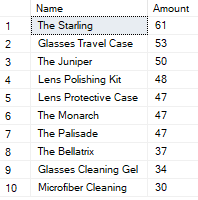 Name Amount
1 The Starling 61
2 Glasses Travel Case 53
3 The Juniper 50
4 Lens Polishing Kit 48
5 Lens Protective Case 47
6 The Monarch 47
7 The Palisade 47
8 The Bellatrix 37
9 Glasses Cleaning Gel 34
10 Microfiber Cleaning 30